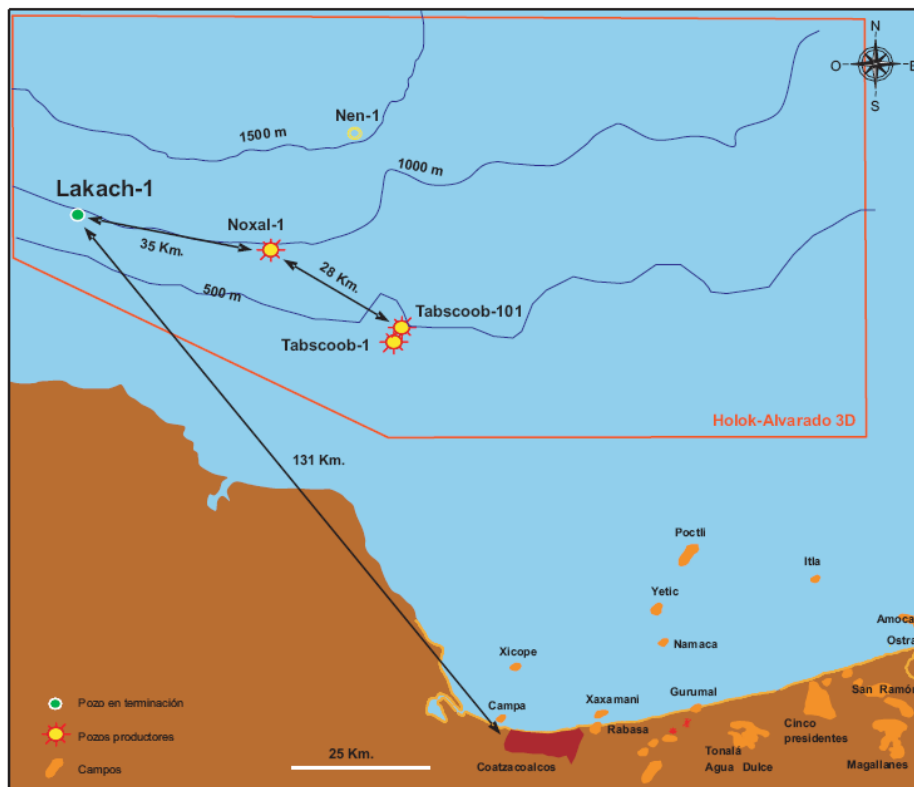 N
O
E
S
Nen-1
1500 m
1000 m
Lakach-1
Noxal-1
35 Km.
28 Km.
500 m
Tabscoob-101
Tabscoob-1
Holok-Alvarado 3D
131 Km.
Poctli
Itla
Yetic
Amoca
Namaca
Ostra
Xicope
Gurumal
San Ramón
Pozo en terminación
Campa
Xaxamani
Cinco
presidentes
Pozos productores
Rabasa
25 Km.
Tonalá
Agua Dulce
Magallanes
Campos
Coatzacoalcos